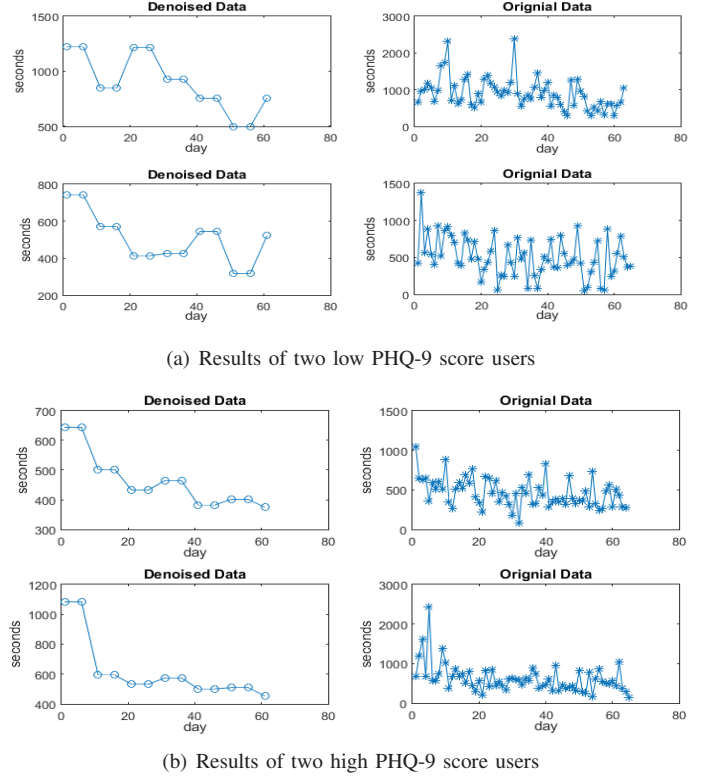 Denoised Data
1500
1000
500
seconds
0 20 40 60 80
day
Orignial Data
3000
2000
1000
0
seconds
0 20 40 60 80
day
Denoised Data
800
600
400
200
seconds
0 20 40 60 80
day
Orignial Data
1500
1000
500
0
seconds
0 20 40 60 80
day
(a) Results of two low PHQ-9 score users
Denoised Data
700
600
500
400
300
seconds
0 20 40 60 80
day
Orignial Data
1500
1000
500
0
seconds
0 20 40 60 80
day
Denoised Data
1200
1000
800
600
400
seconds
0 20 40 60 80
day
Orignial Data
3000
2000
1000
0
seconds
0 20 40 60 80
day
(b) Results of two high PHQ-9 score users